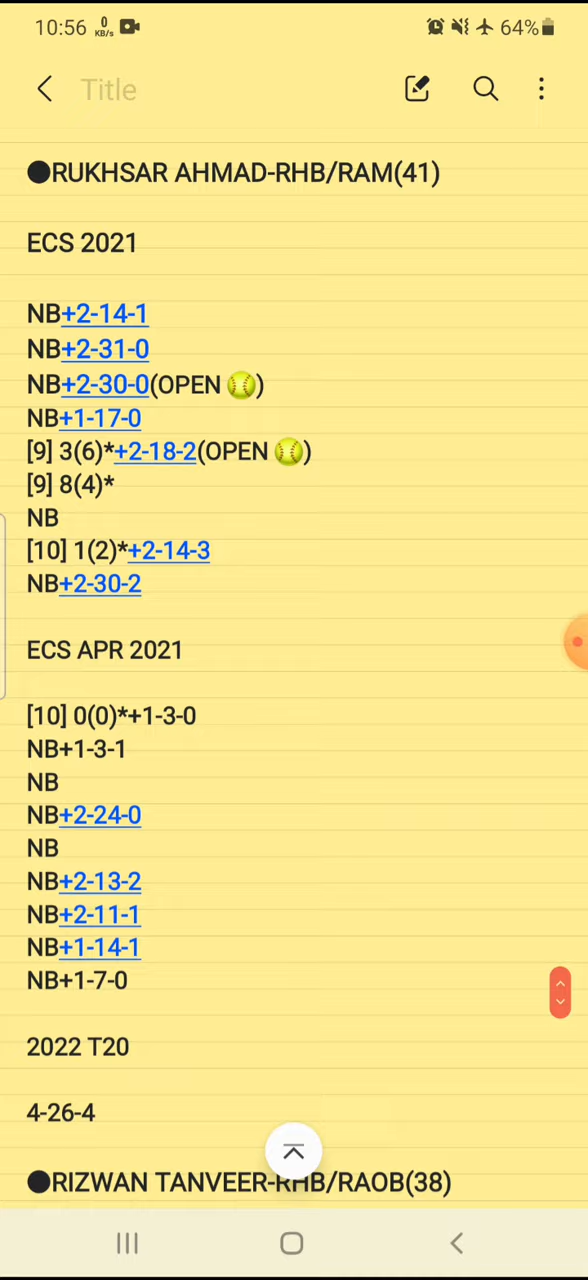 10:56 0 KB/s 64%
Title
●RUKHSAR AHMAD-RHB/RAM(41)
ECS 2021
NB+2-14-1
NB+2-31-0
NB+2-30-0(OPEN 🥎)
NB+1-17-0
[9] 3(6)*+2-18-2(OPEN 🥎)
[9] 8(4)*
NB
[10] 1(2)*+2-14-3
NB+2-30-2
ECS APR 2021
[10] 0(0)*+1-3-0
NB+1-3-1
NB
NB+2-24-0
NB
NB+2-13-2
NB+2-11-1
NB+1-14-1
NB+1-7-0
2022 T20
4-26-4
●RIZWAN TANVEER-RHB/RAOB(38)